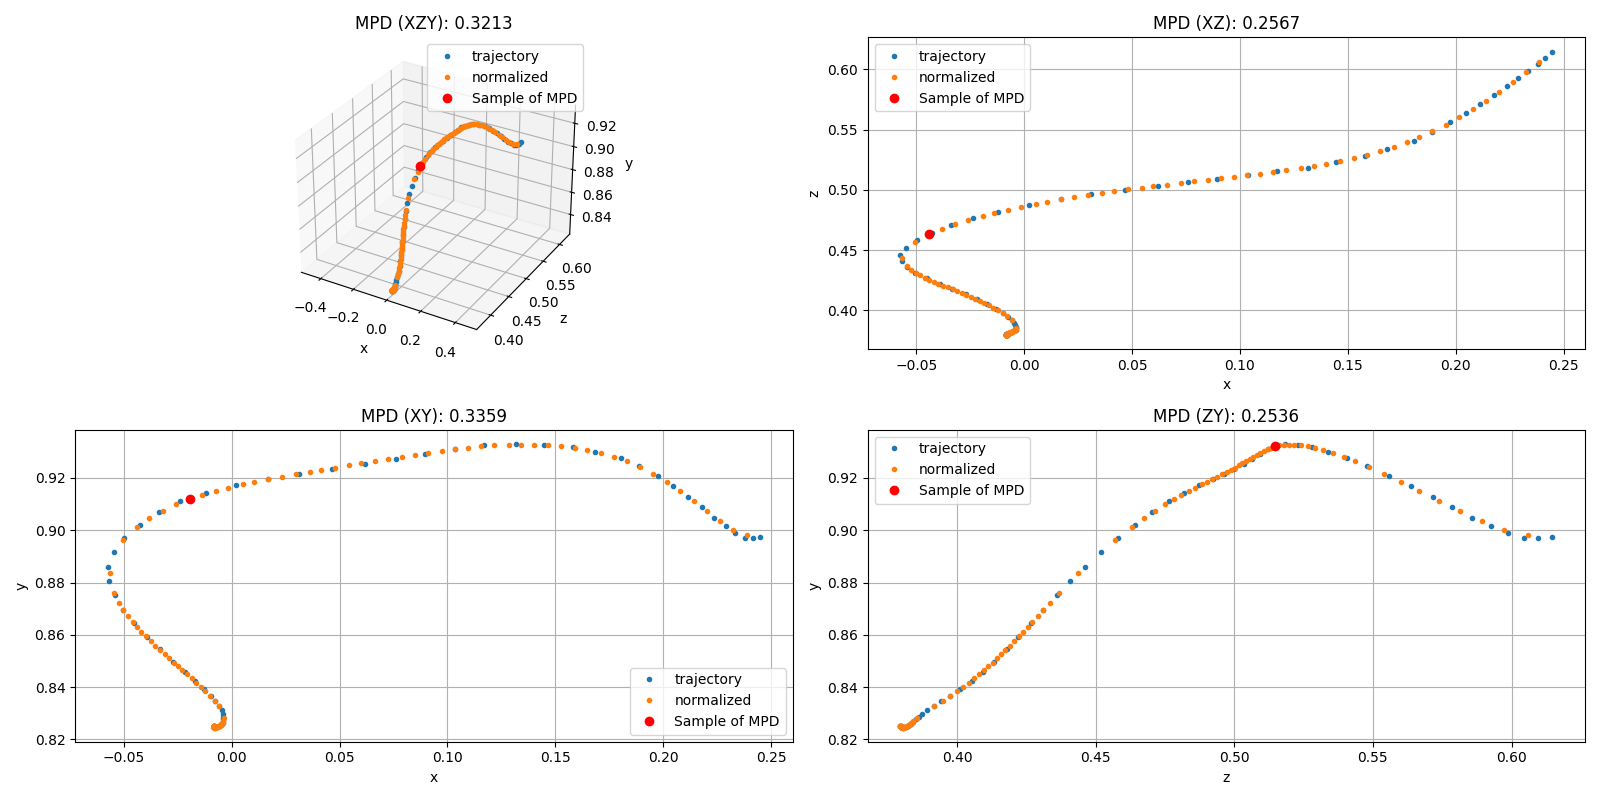 MPD (XZY): 0.3213
trajectory
normalized
Sample of MPD
0.92
0.90
0.88
0.86
0.84
y
−0.4
−0.2
0.0
0.2
0.4
x
0.40
0.45
0.50
0.55
0.60
z
MPD (XZ): 0.2567
trajectory
normalized
Sample of MPD
0.60
0.55
0.50
0.45
0.40
z
−0.05
0.00
0.05
0.10
0.15
0.20
0.25
x
MPD (XY): 0.3359
0.92
0.90
0.88
0.86
0.84
0.82
y
trajectory
normalized
Sample of MPD
−0.05
0.00
0.05
0.10
0.15
0.20
0.25
x
MPD (ZY): 0.2536
trajectory
normalized
Sample of MPD
0.92
0.90
0.88
0.86
0.84
0.82
y
0.40
0.45
0.50
0.55
0.60
z